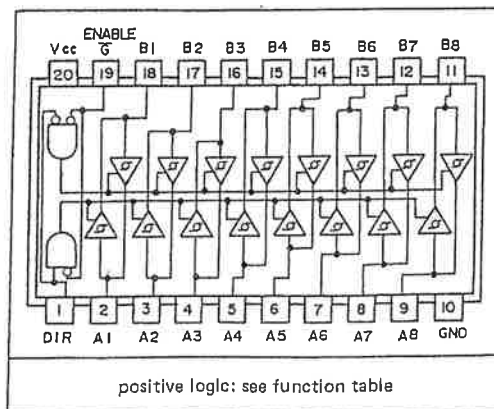 ENABLE
Vcc G B1 B2 B3 B4 B5 B6 B7 B8
20 19 18 17 16 15 14 13 12 11
1 2 3 4 5 6 7 8 9 10
DIR A1 A2 A3 A4 A5 A6 A7 A8 GND
positive logic: see function table